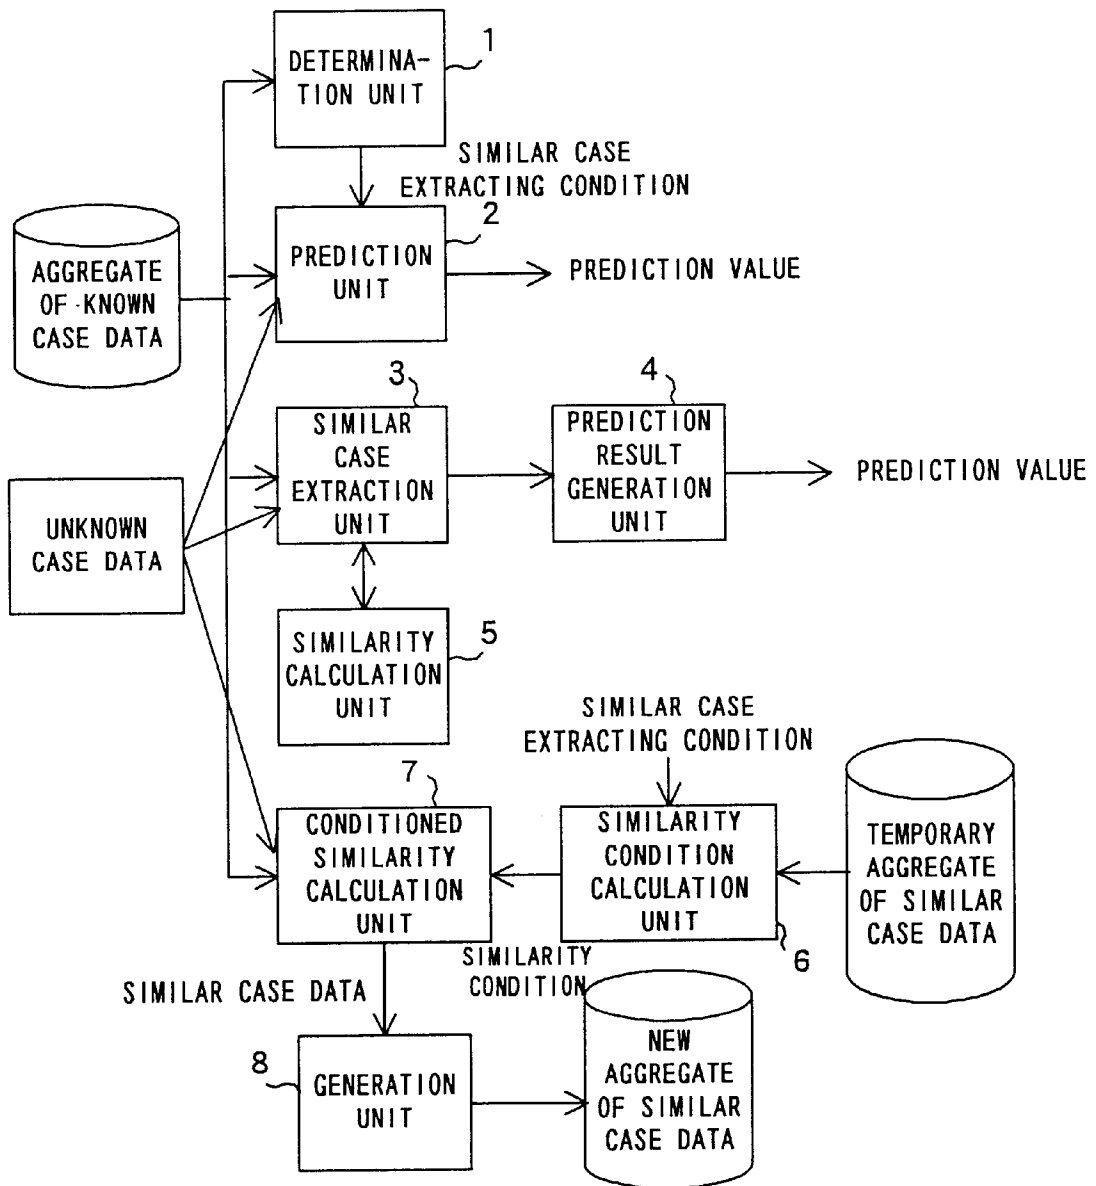 1
DETERMINA-
TION UNIT
SIMILAR CASE
EXTRACTING CONDITION
2
PREDICTION
UNIT
PREDICTION VALUE
AGGREGATE
OF KNOWN
CASE DATA
3
SIMILAR
CASE
EXTRACTION
UNIT
4
PREDICTION
RESULT
GENERATION
UNIT
PREDICTION VALUE
UNKNOWN
CASE DATA
5
SIMILARITY
CALCULATION
UNIT
SIMILAR CASE
EXTRACTING CONDITION
7
CONDITIONED
SIMILARITY
CALCULATION
UNIT
SIMILARITY
CONDITION
CALCULATION
UNIT
6
TEMPORARY
AGGREGATE
OF SIMILAR
CASE DATA
SIMILARITY
CONDITION
SIMILAR CASE DATA
8
GENERATION
UNIT
NEW
AGGREGATE
OF SIMILAR
CASE DATA